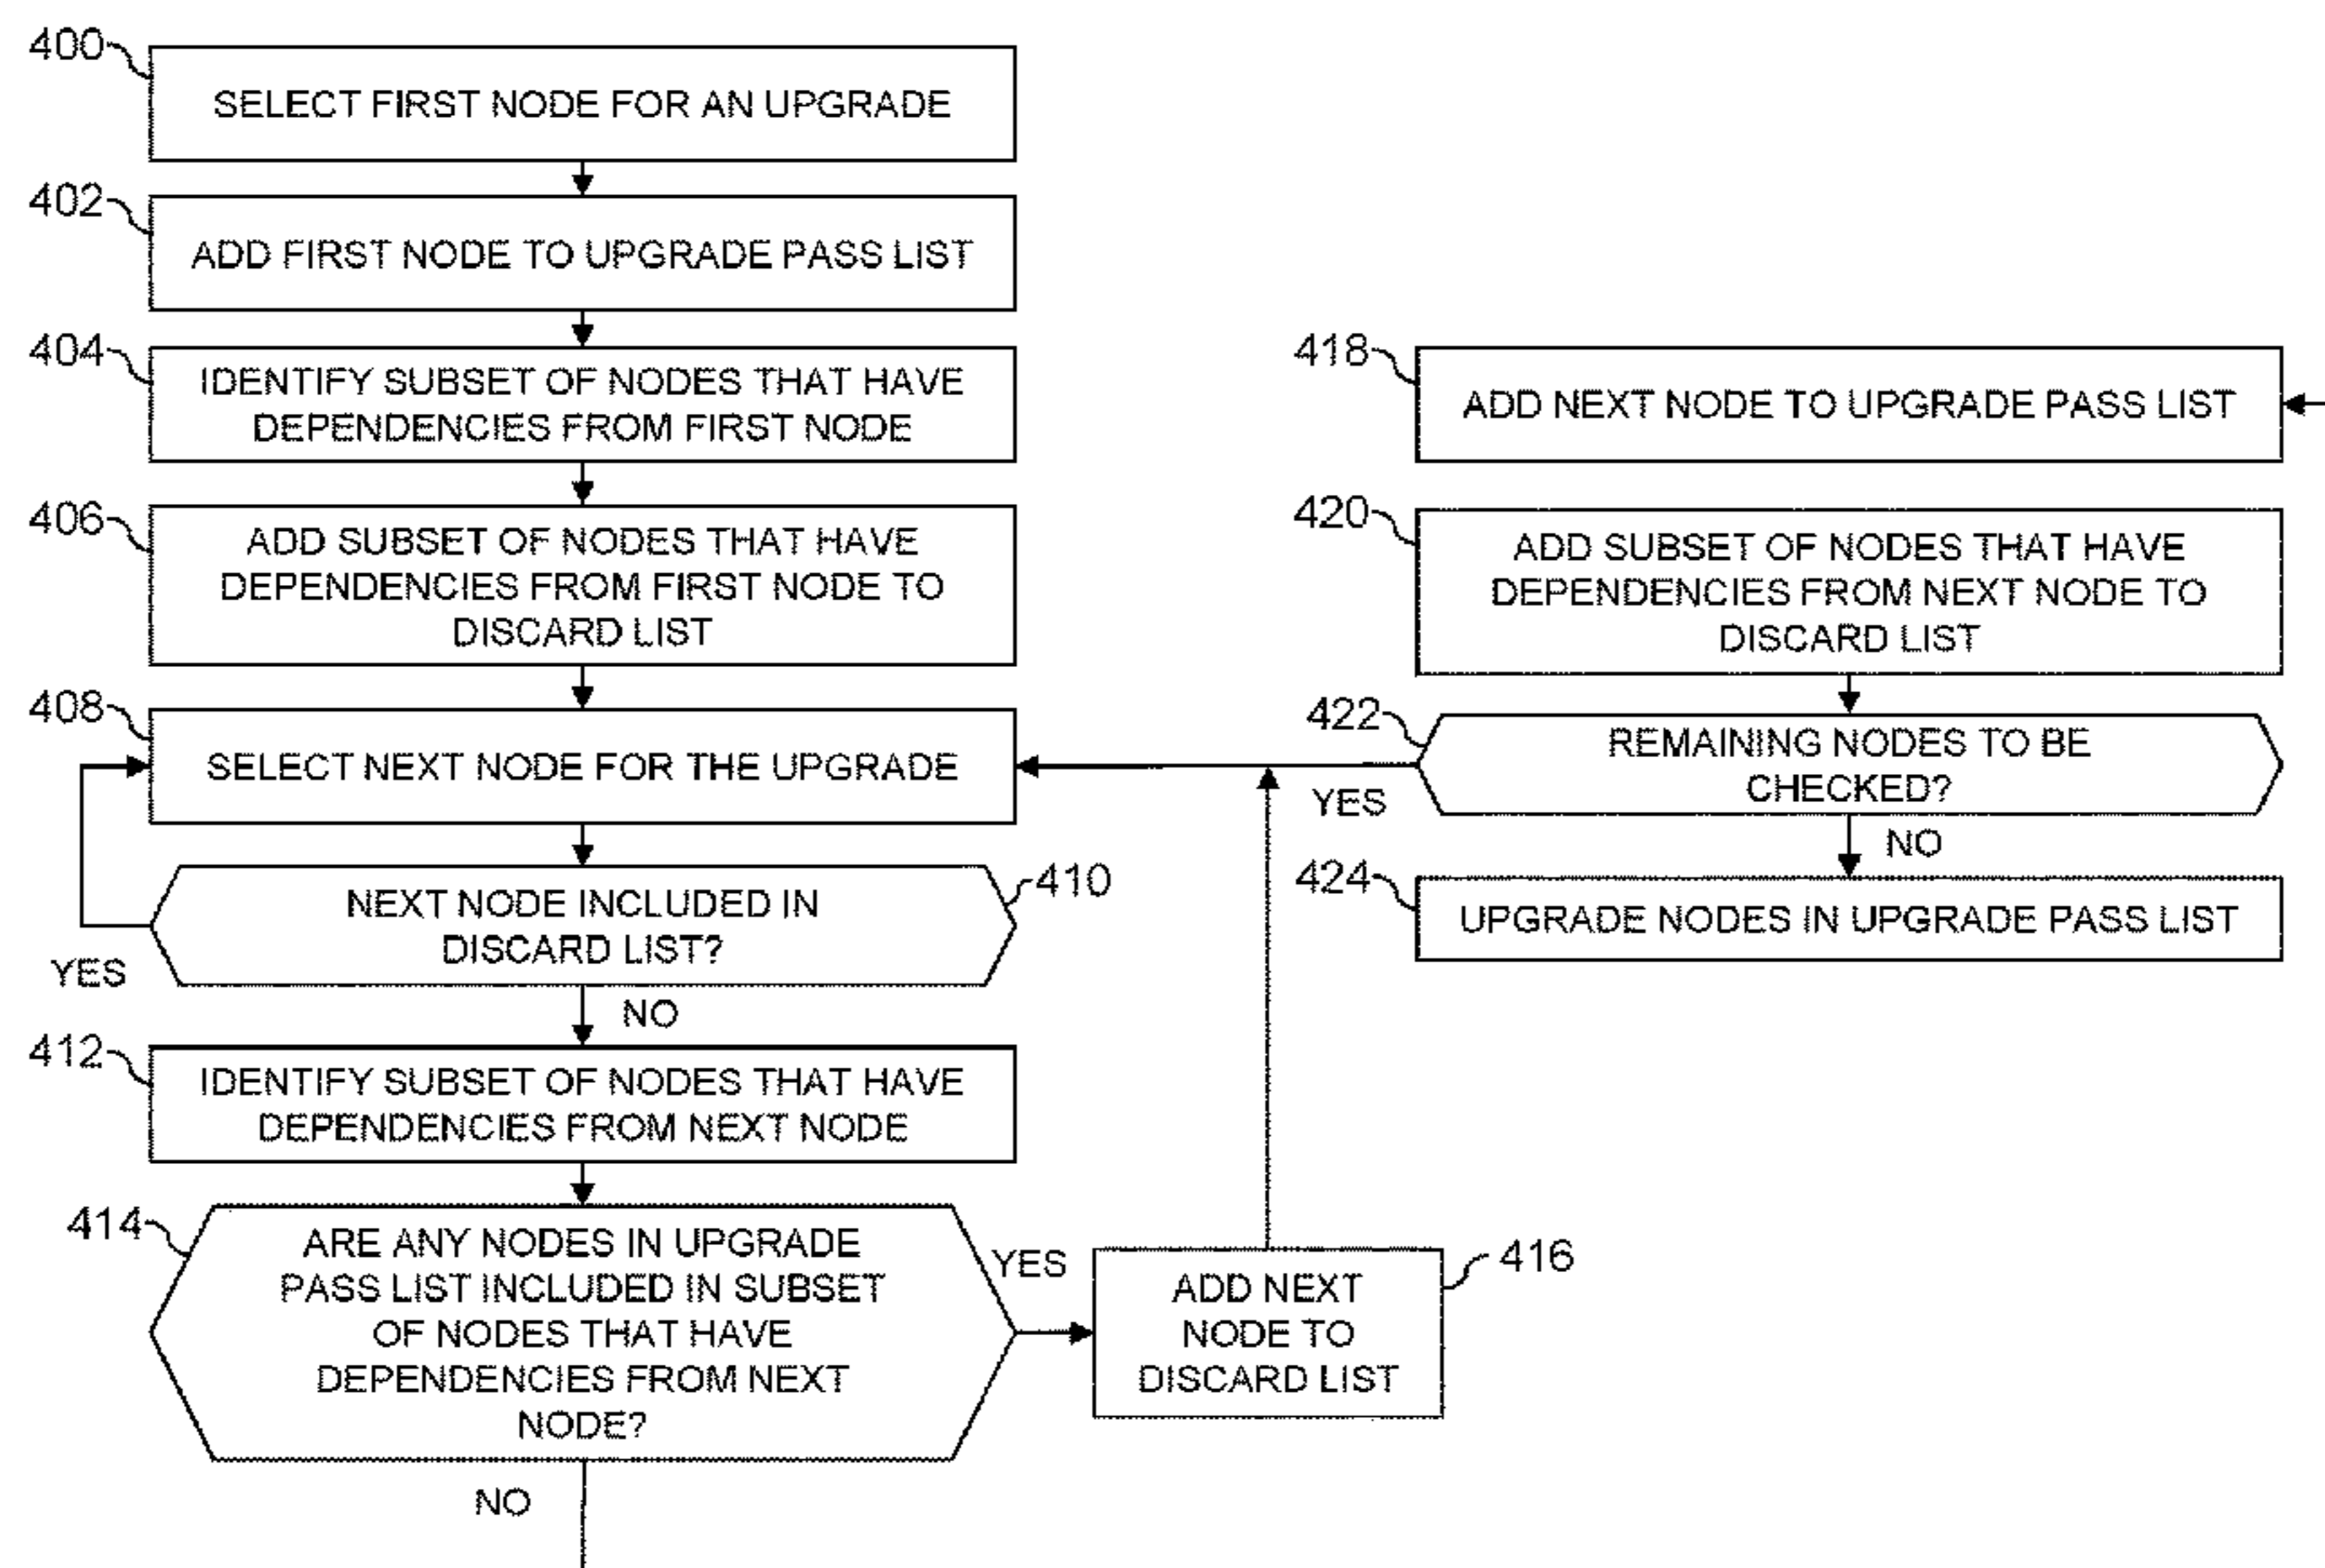 400
SELECT FIRST NODE FOR AN UPGRADE
402
ADD FIRST NODE TO UPGRADE PASS LIST
404
IDENTIFY SUBSET OF NODES THAT HAVE
DEPENDENCIES FROM FIRST NODE
406
ADD SUBSET OF NODES THAT HAVE
DEPENDENCIES FROM FIRST NODE TO
DISCARD LIST
408
SELECT NEXT NODE FOR THE UPGRADE
410
NEXT NODE INCLUDED IN
DISCARD LIST?
YES
NO
412
IDENTIFY SUBSET OF NODES THAT HAVE
DEPENDENCIES FROM NEXT NODE
414
ARE ANY NODES IN UPGRADE
PASS LIST INCLUDED IN SUBSET
OF NODES THAT HAVE
DEPENDENCIES FROM NEXT
NODE?
YES
NO
416
ADD NEXT
NODE TO
DISCARD LIST
418
ADD NEXT NODE TO UPGRADE PASS LIST
420
ADD SUBSET OF NODES THAT HAVE
DEPENDENCIES FROM NEXT NODE TO
DISCARD LIST
422
REMAINING NODES TO BE
CHECKED?
YES
NO
424
UPGRADE NODES IN UPGRADE PASS LIST